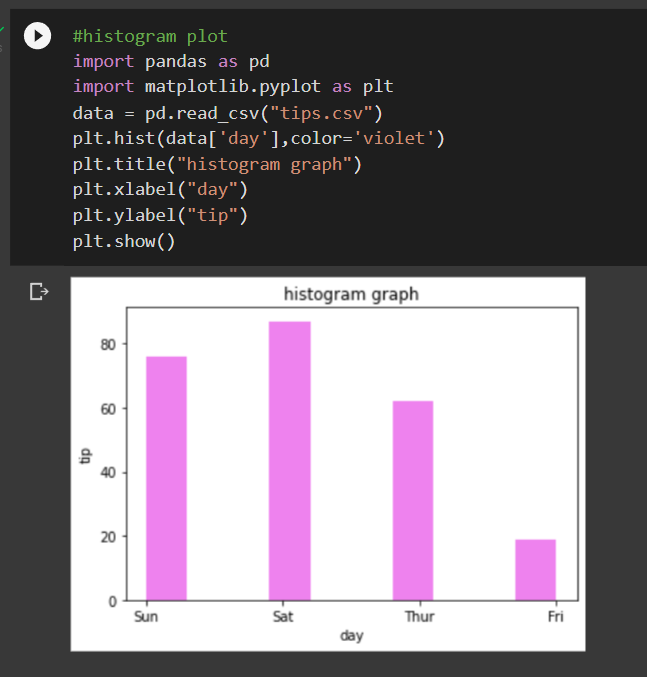 #histogram plot
import pandas as pd
import matplotlib.pyplot as plt
data = pd.read_csv("tips.csv")
plt.hist(data['day'],color='violet')
plt.title("histogram graph")
plt.xlabel("day")
plt.ylabel("tip")
plt.show()
histogram graph
80
60
40
20
0
tip
Sun Sat Thur Fri
day